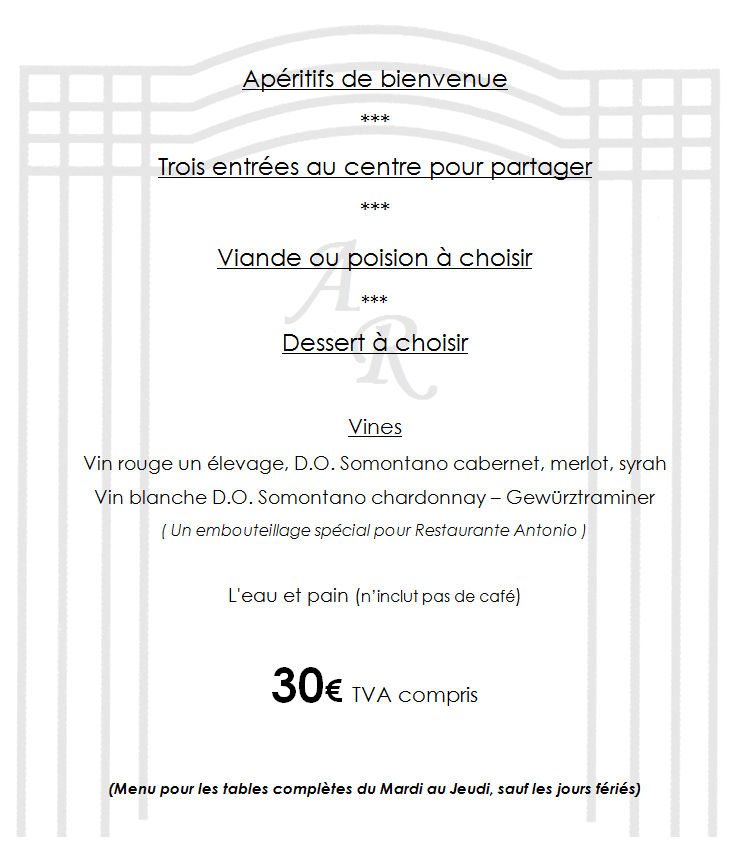 Apéritifs de bienvenue
***
Trois entrées au centre pour partager
***
Viande ou poision à choisir
***
Dessert à choisir
AR
Vines
Vin rouge un élevage, D.O. Somontano cabernet, merlot, syrah
Vin blanche D.O. Somontano chardonnay – Gewürztraminer
( Un embouteillage spécial pour Restaurante Antonio )
L'eau et pain (n'inclut pas de café)
30€ TVA compris
(Menu pour les tables complètes du Mardi au Jeudi, sauf les jours fériés)